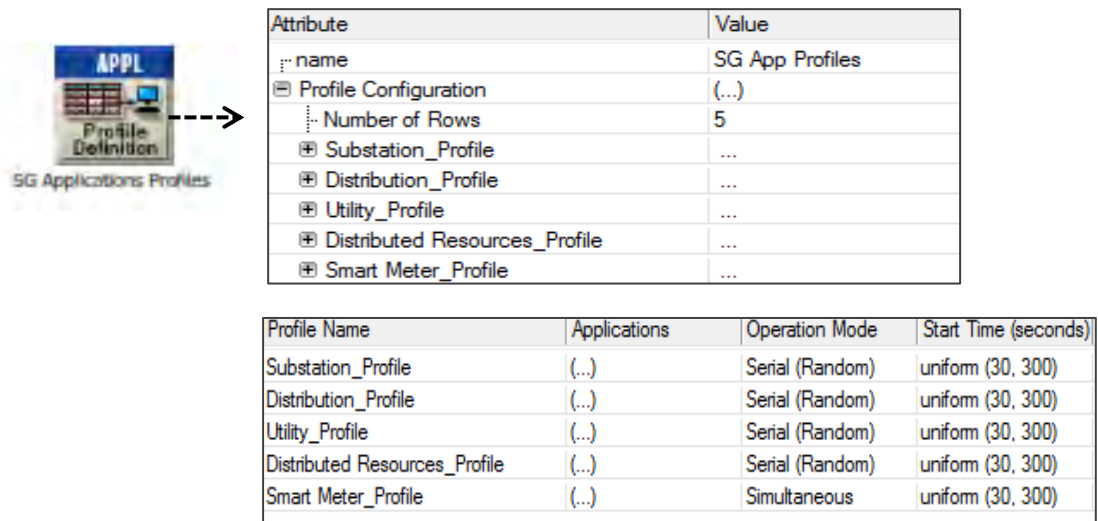 APPL
Profile
Definition
SG Applications Profiles
Attribute Value
name SG App Profiles
Profile Configuration (...)
Number of Rows 5
Substation_Profile ...
Distribution_Profile ...
Utility_Profile ...
Distributed Resources_Profile ...
Smart Meter_Profile ...
Profile Name Applications Operation Mode Start Time (seconds)
Substation_Profile (...) Serial (Random) uniform (30, 300)
Distribution_Profile (...) Serial (Random) uniform (30, 300)
Utility_Profile (...) Serial (Random) uniform (30, 300)
Distributed Resources_Profile (...) Serial (Random) uniform (30, 300)
Smart Meter_Profile (...) Simultaneous uniform (30, 300)